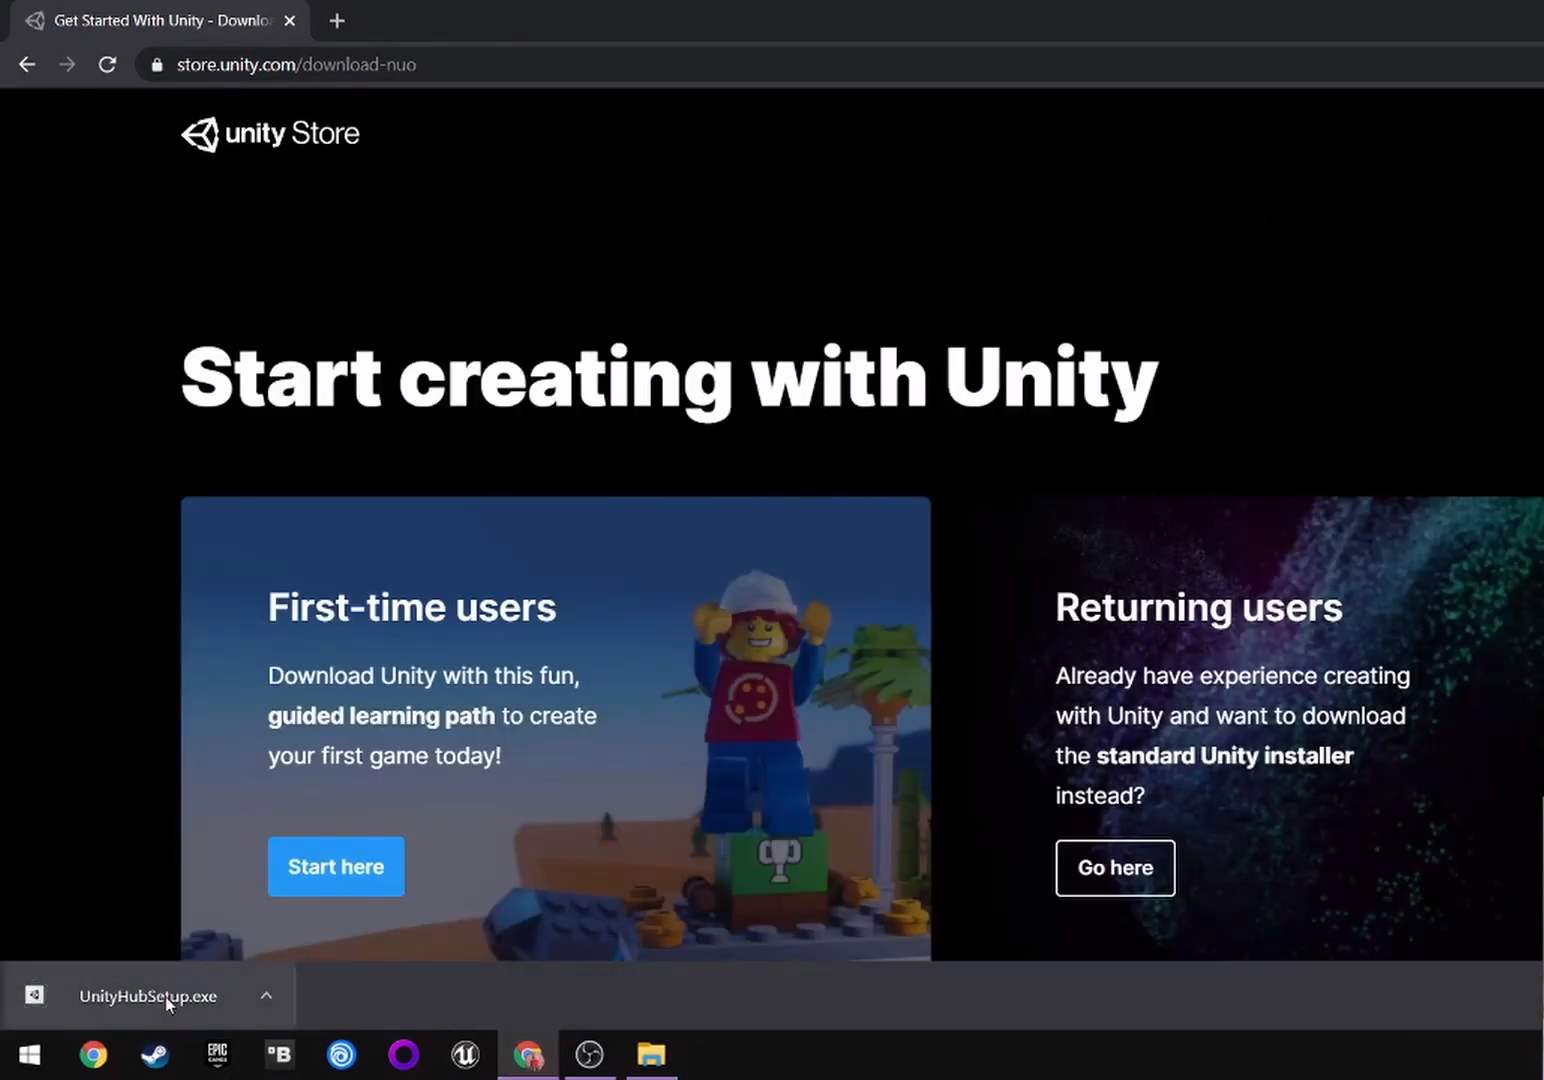 Get Started With Unity - Downlo
store.unity.com/download-nuo
unity Store
Start creating with Unity
First-time users
Download Unity with this fun,
guided learning path to create
your first game today!
Start here
Returning users
Already have experience creating
with Unity and want to download
the standard Unity installer
instead?
Go here
UnityHubSetup.exe
EPIC
GAMES
B